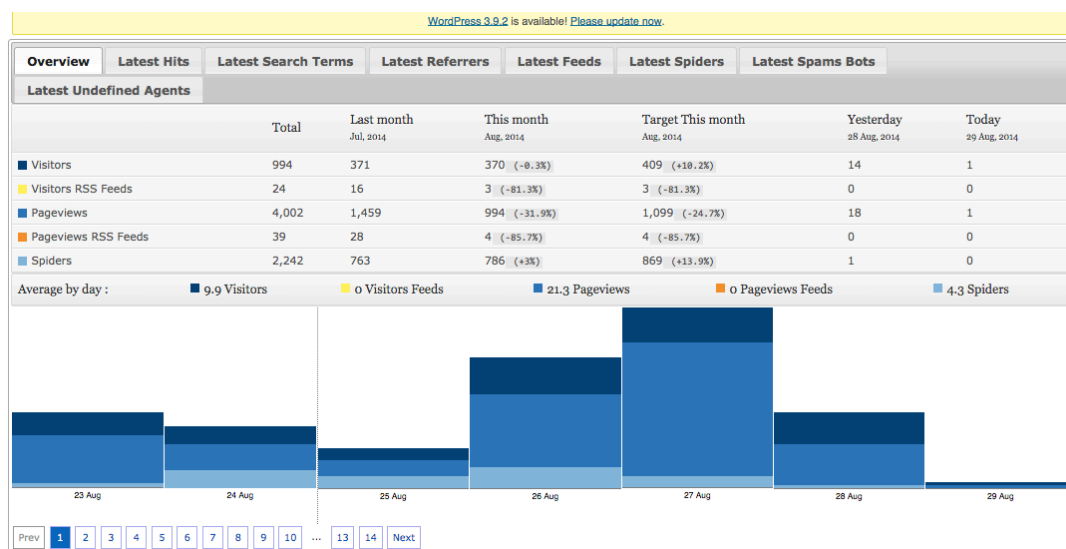 WordPress 3.9.2 is available! Please update now.
Overview Latest Hits Latest Search Terms Latest Referrers Latest Feeds Latest Spiders Latest Spams Bots
Latest Undefined Agents
Total Last month This month Target This month Yesterday Today
Jul, 2014 Aug, 2014 Aug, 2014 28 Aug, 2014 29 Aug, 2014
Visitors 994 371 370 (-0.3%) 409 (+10.2%) 14 1
Visitors RSS Feeds 24 16 3 (-81.3%) 3 (-81.3%) 0 0
Pageviews 4,002 1,459 994 (-31.9%) 1,099 (-24.7%) 18 1
Pageviews RSS Feeds 39 28 4 (-85.7%) 4 (-85.7%) 0 0
Spiders 2,242 763 786 (+3%) 869 (+13.9%) 1 0
Average by day : 9.9 Visitors 0 Visitors Feeds 21.3 Pageviews 0 Pageviews Feeds 4.3 Spiders
23 Aug 24 Aug 25 Aug 26 Aug 27 Aug 28 Aug 29 Aug
Prev 1 2 3 4 5 6 7 8 9 10 ... 13 14 Next